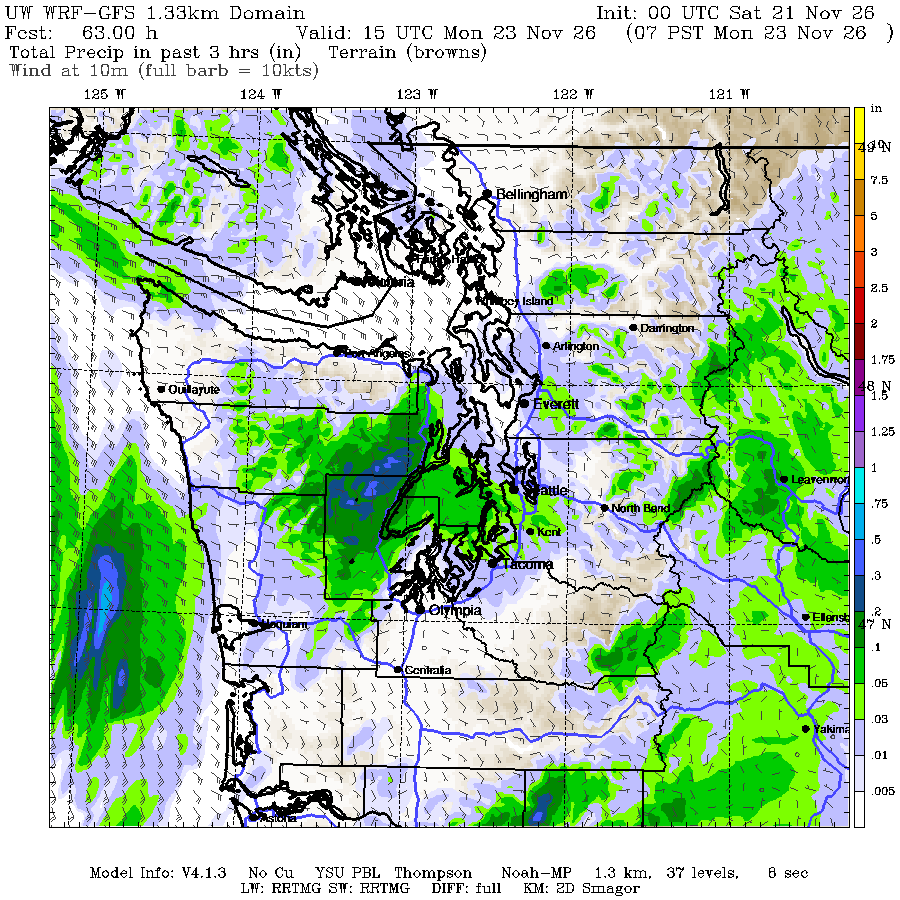 UW WRF-GFS 1.33km Domain Init: 00 UTC Sat 21 Nov 26
Fcst: 63.00 h Valid: 15 UTC Mon 23 Nov 26 (07 PST Mon 23 Nov 26 )
Total Precip in past 3 hrs (in) Terrain (browns)
Wind at 10m (full barb = 10kts)
125 W 124 W 123 W 122 W 121 W
in
49 N
Bellingham
7.5
5
3
Whidbey Island
2.5
Darrington
2
Arlington
Port Angeles
1.75
Quillayute
48 N
1.5
Everett
1.25
1
Leavenwor
Seattle
.75
North Bend
Kent
.5
Tacoma
.3
Olympia
.2
Ellensb
Hoquiam
47 N
.1
Centralia
.05
.03
Yakima
.01
.005
Astoria
Model Info: V4.1.3 No Cu YSU PBL Thompson Noah-MP 1.3 km, 37 levels, 8 sec
LW: RRTMG SW: RRTMG DIFF: full KM: 2D Smagor